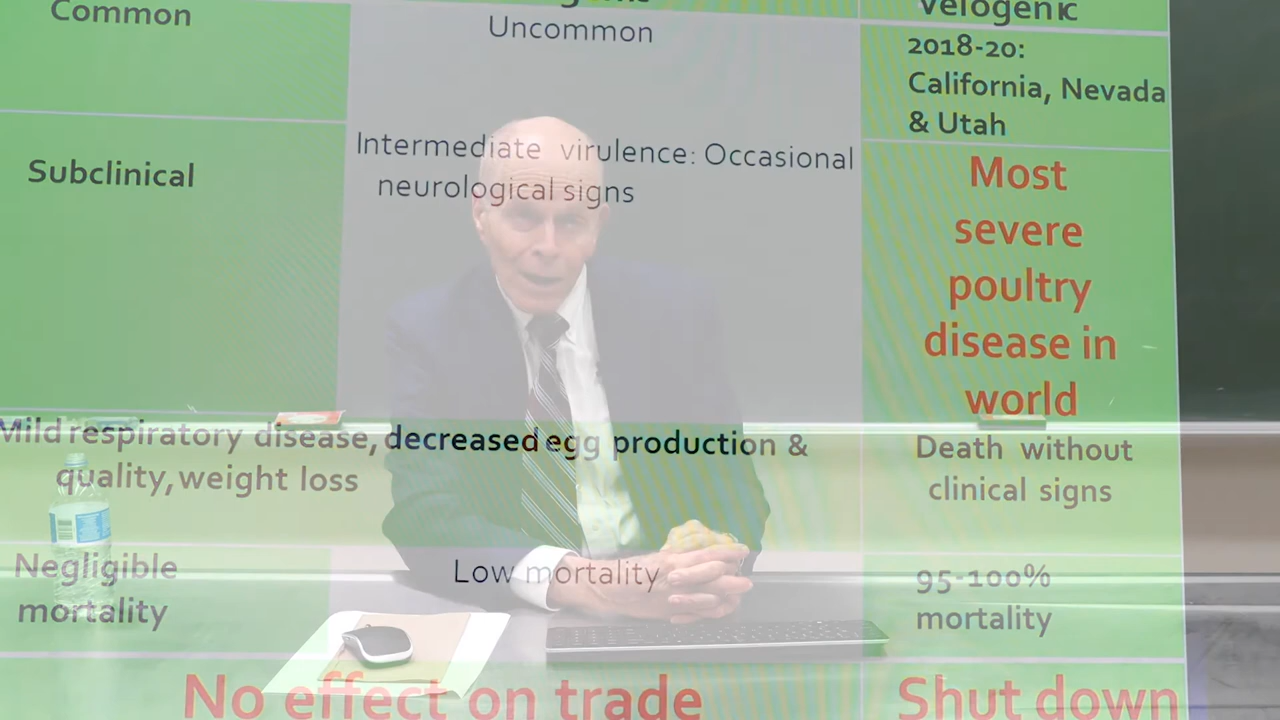 Common
Uncommon
Velogenic
2018-20:
California, Nevada
& Utah
Subclinical
Intermediate virulence: Occasional
neurological signs
Most
severe
poultry
disease in
world
Mild respiratory disease, decreased egg production &
quality, weight loss
Death without
clinical signs
Negligible
mortality
Low mortality
95-100%
mortality
No effect on trade
Shut down